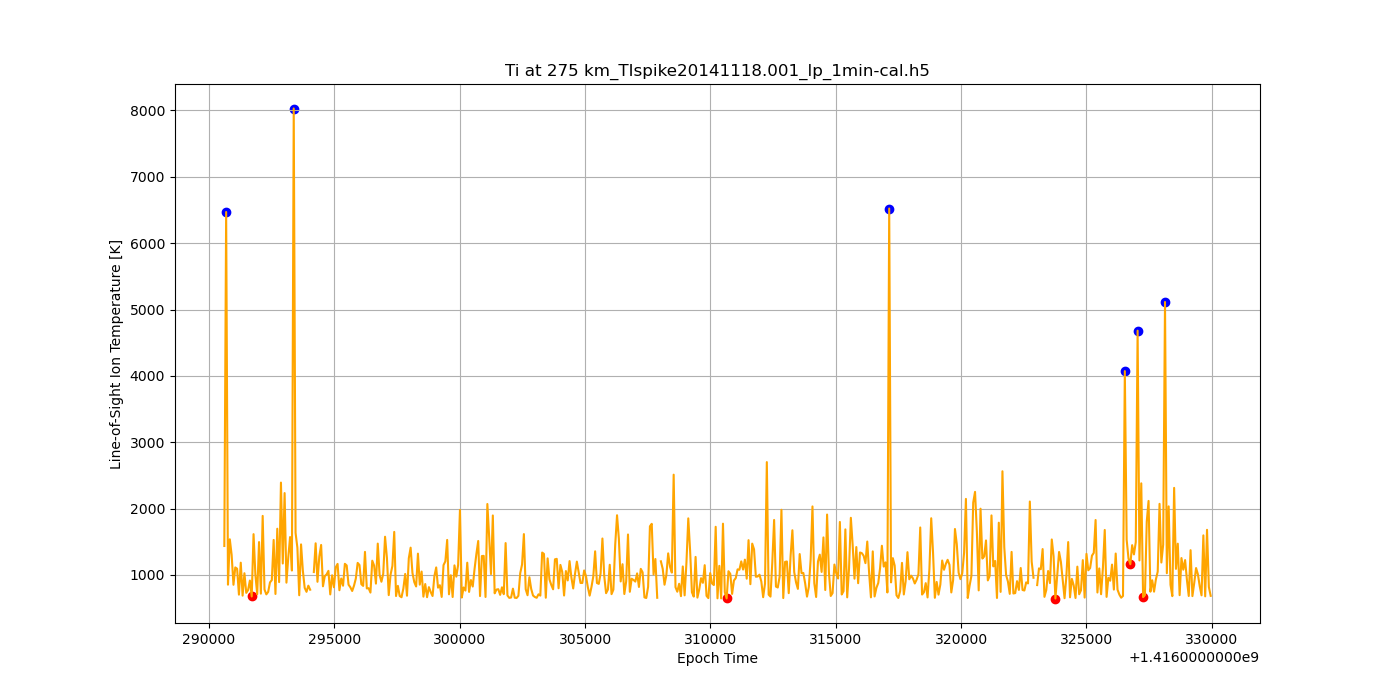 Ti at 275 km_TIspike20141118.001_lp_1min-cal.h5
Line-of-Sight Ion Temperature [K]
8000
7000
6000
5000
4000
3000
2000
1000
290000 295000 300000 305000 310000 315000 320000 325000 330000
Epoch Time
+1.4160000000e9